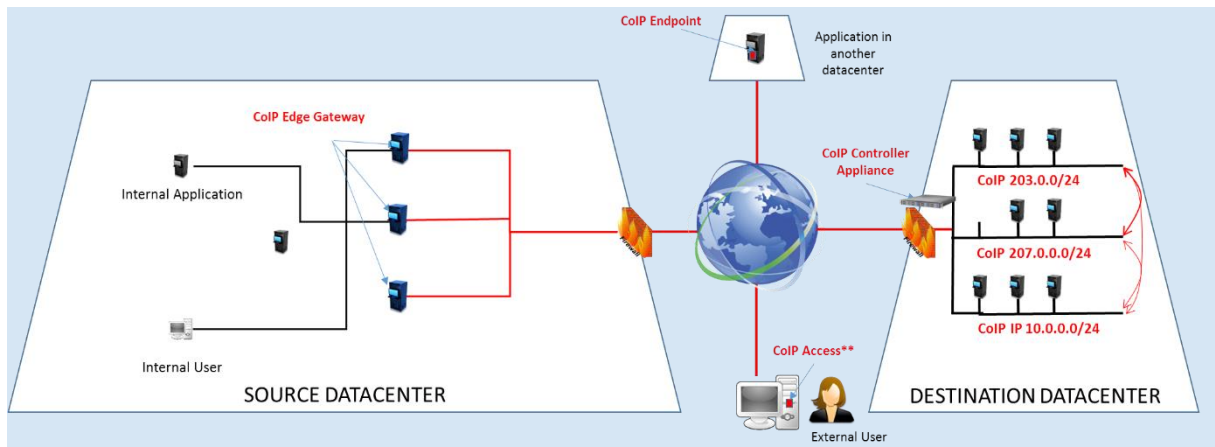 CoIP Endpoint
Application in
another
datacenter
CoIP Edge Gateway
CoIP Controller
Appliance
Internal Application
CoIP 203.0.0/24
Firewall
Firewall
CoIP 207.0.0.0/24
CoIP IP 10.0.0.0/24
Internal User
CoIP Access**
SOURCE DATACENTER
DESTINATION DATACENTER
External User